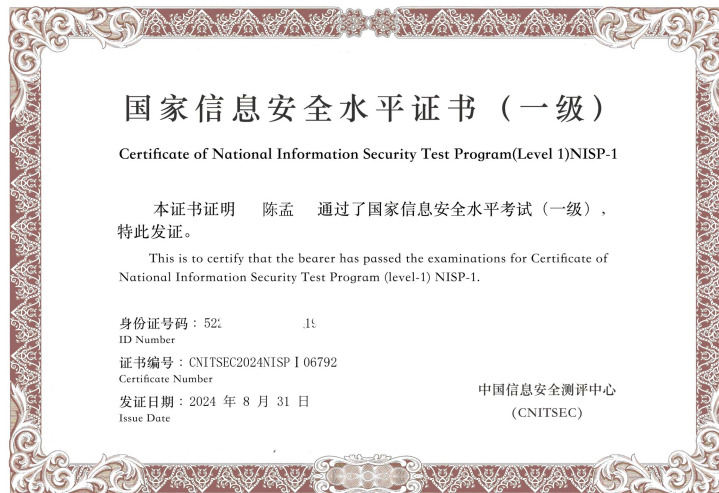 国家信息安全水平证书（一级）
Certificate of National Information Security Test Program(Level 1)NISP-1
本证书证明 陈孟 通过了国家信息安全水平考试（一级），
特此发证。
This is to certify that the bearer has passed the examinations for Certificate of
National Information Security Test Program (level-1) NISP-1.
身份证号码：522
ID Number
证书编号：CNITSEC2024NISPⅠ06792
Certificate Number
发证日期：2024 年 8 月 31 日
Issue Date
中国信息安全测评中心
(CNITSEC)